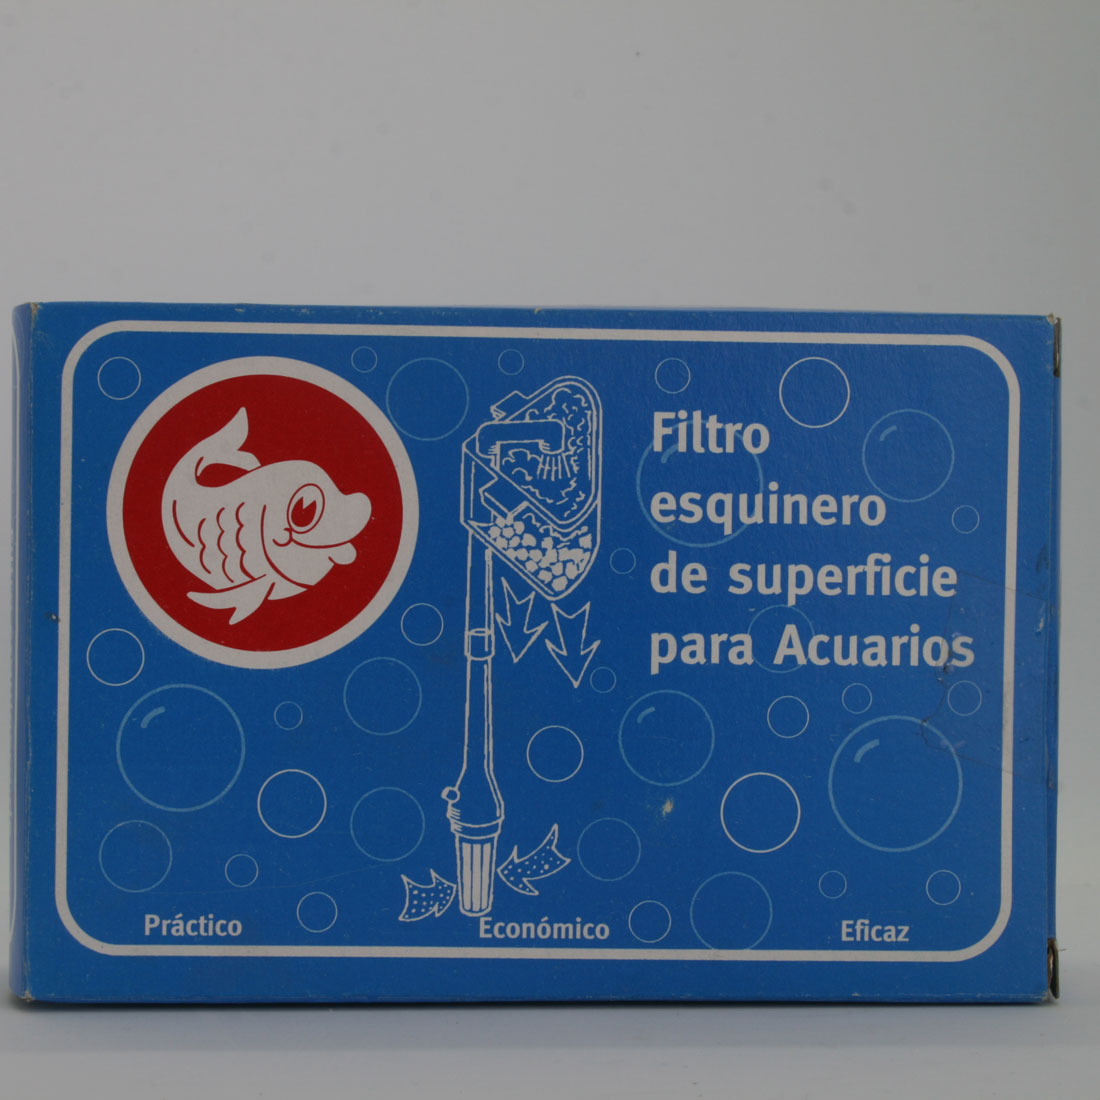 Filtro
esquinero
de superficie
para Acuarios
Práctico
Económico
Eficaz